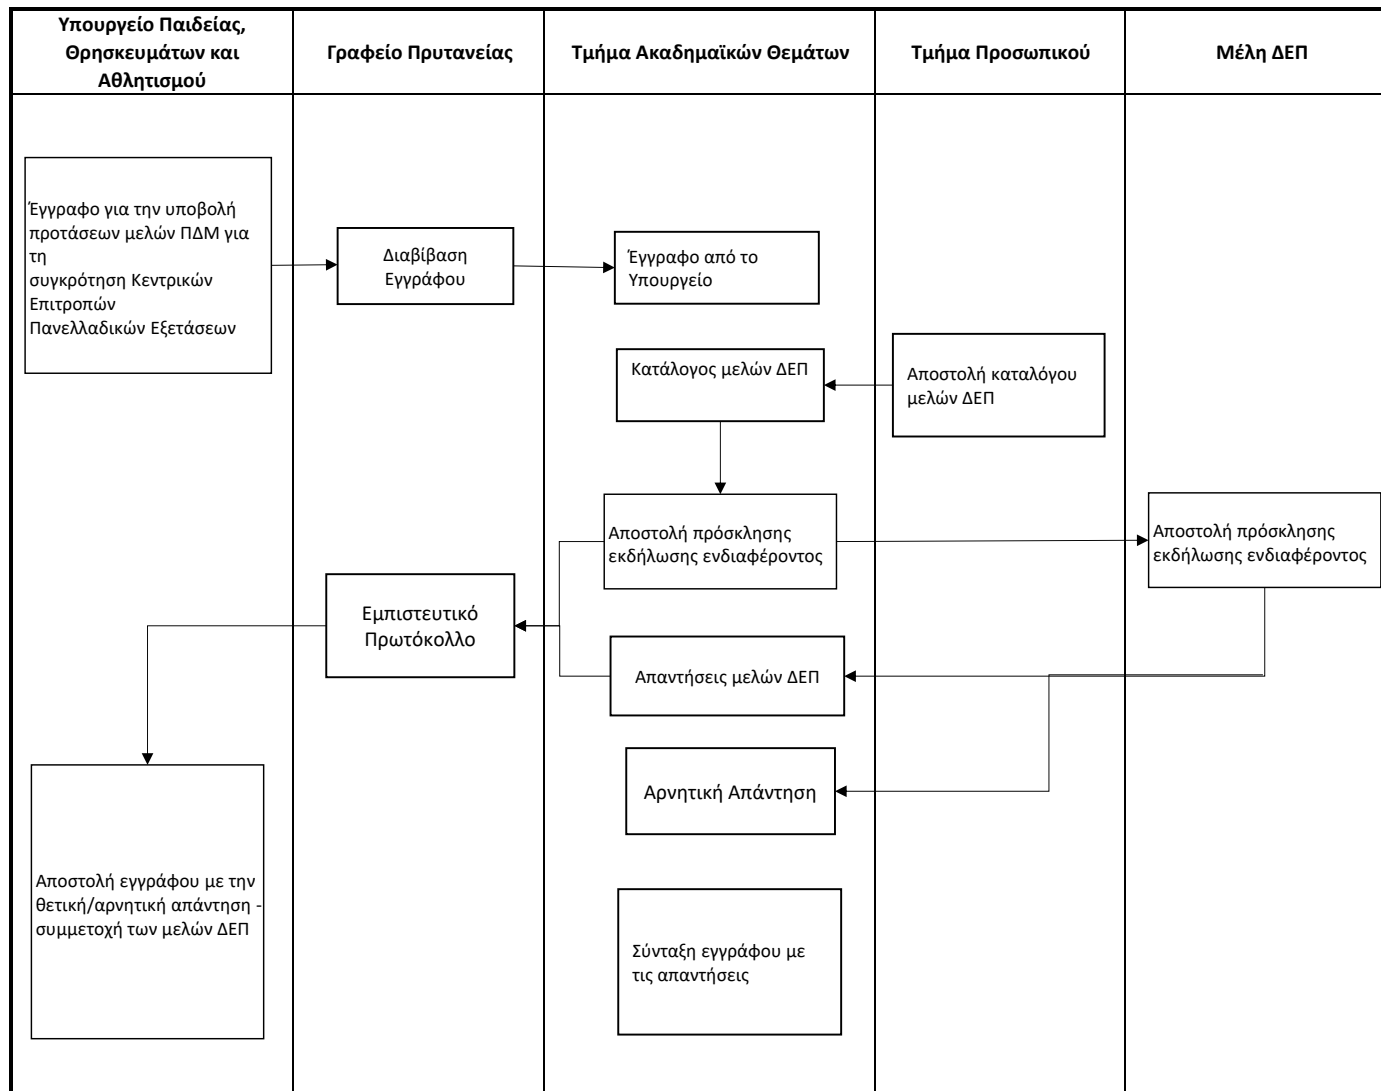 Υπουργείο Παιδείας,
Θρησκευμάτων και
Αθλητισμού
Γραφείο Πρυτανείας
Τμήμα Ακαδημαϊκών Θεμάτων
Τμήμα Προσωπικού
Μέλη ΔΕΠ
Έγγραφο για την υποβολή
προτάσεων μελών ΠΔΜ για
τη
συγκρότηση Κεντρικών
Επιτροπών
Πανελλαδικών Εξετάσεων
Διαβίβαση
Εγγράφου
Έγγραφο από το
Υπουργείο
Κατάλογος μελών ΔΕΠ
Αποστολή καταλόγου
μελών ΔΕΠ
Αποστολή πρόσκλησης
εκδήλωσης ενδιαφέροντος
Αποστολή πρόσκλησης
εκδήλωσης ενδιαφέροντος
Εμπιστευτικό
Πρωτόκολλο
Απαντήσεις μελών ΔΕΠ
Αρνητική Απάντηση
Αποστολή εγγράφου με την
θετική/αρνητική απάντηση -
συμμετοχή των μελών ΔΕΠ
Σύνταξη εγγράφου με
τις απαντήσεις